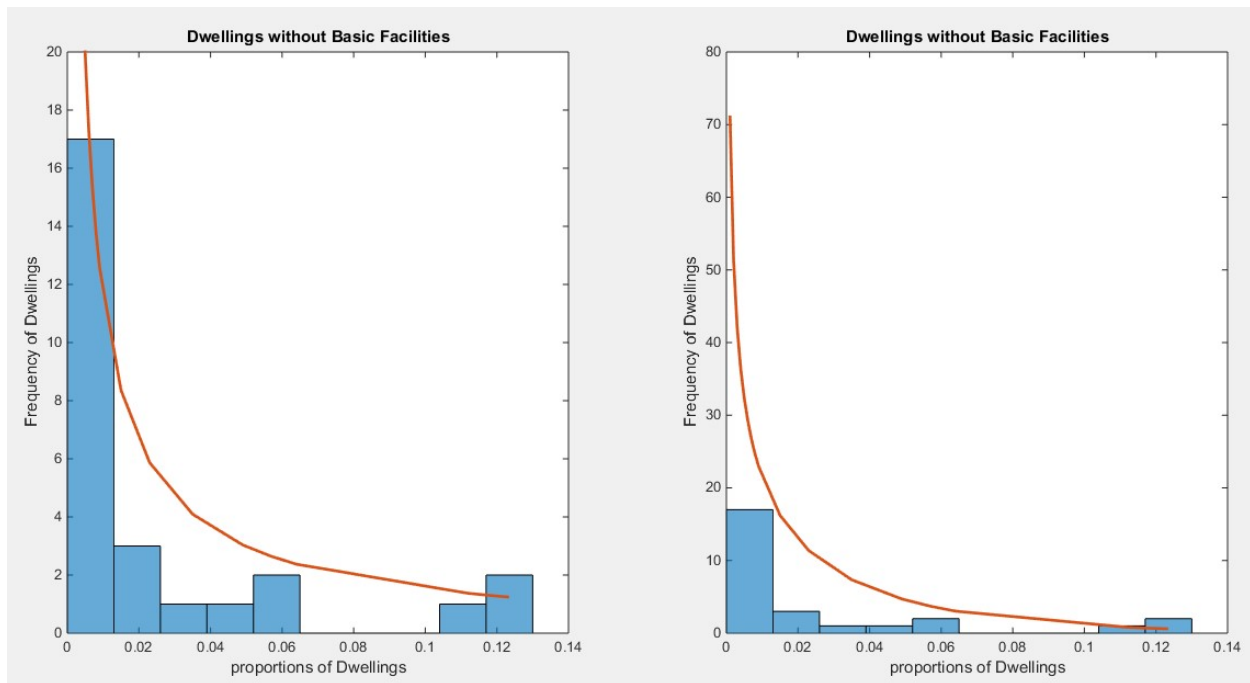 Dwellings without Basic Facilities
20
18
16
14
12
10
8
6
4
2
0
Frequency of Dwellings
0 0.02 0.04 0.06 0.08 0.1 0.12 0.14
proportions of Dwellings
Dwellings without Basic Facilities
80
70
60
50
40
30
20
10
0
Frequency of Dwellings
0 0.02 0.04 0.06 0.08 0.1 0.12 0.14
proportions of Dwellings